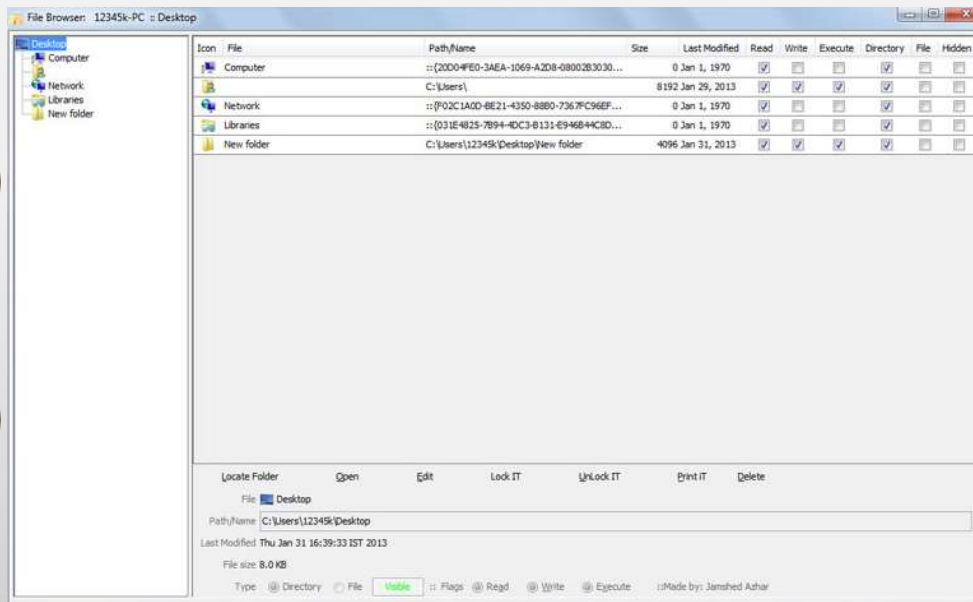 File Browser: 12345k-PC :: Desktop
Desktop
Computer
Network
Libraries
New folder
Icon File Path/Name Size Last Modified Read Write Execute Directory File Hidden
Computer ::{20D04FE0-3AEA-1069-A2D8-08002B3030... 0 Jan 1, 1970
C:\Users\ 8192 Jan 29, 2013
Network ::{F02C1A0D-BE21-4350-88B0-7367FC96EF... 0 Jan 1, 1970
Libraries ::{031E4825-7B94-4DC3-B131-E946B44C8D... 0 Jan 1, 1970
New folder C:\Users\12345k\Desktop\New folder 4096 Jan 31, 2013
Locate Folder Open Edit Lock IT UnLock IT Print iT Delete
File Desktop
Path/Name C:\Users\12345k\Desktop
Last Modified Thu Jan 31 16:39:33 IST 2013
File size 8.0 KB
Type Directory File Visible :: Flags Read Write Execute ::Made by: Jamshed Azhar